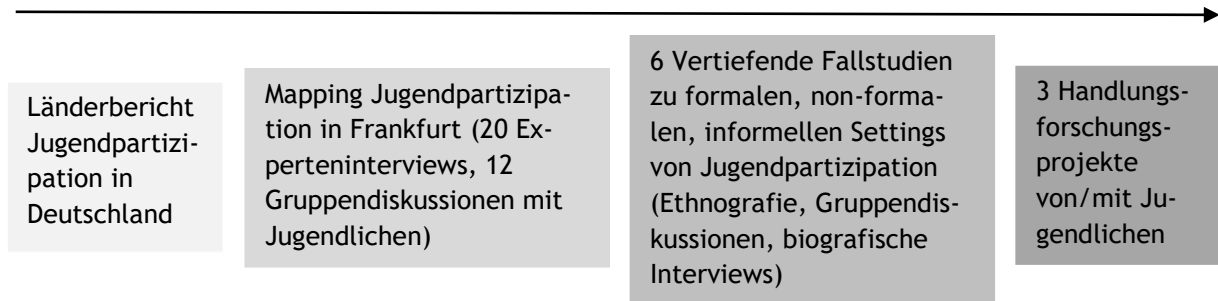 Länderbericht
Jugendpartizi-
pation in
Deutschland
Mapping Jugendpartizipa-
tion in Frankfurt (20 Ex-
perteninterviews, 12
Gruppendiskussionen mit
Jugendlichen)
6 Vertiefende Fallstudien
zu formalen, non-forma-
len, informellen Settings
von Jugendpartizipation
(Ethnografie, Gruppendis-
kussionen, biografische
Interviews)
3 Handlungs-
forschungs-
projekte
von/mit Ju-
gendlichen